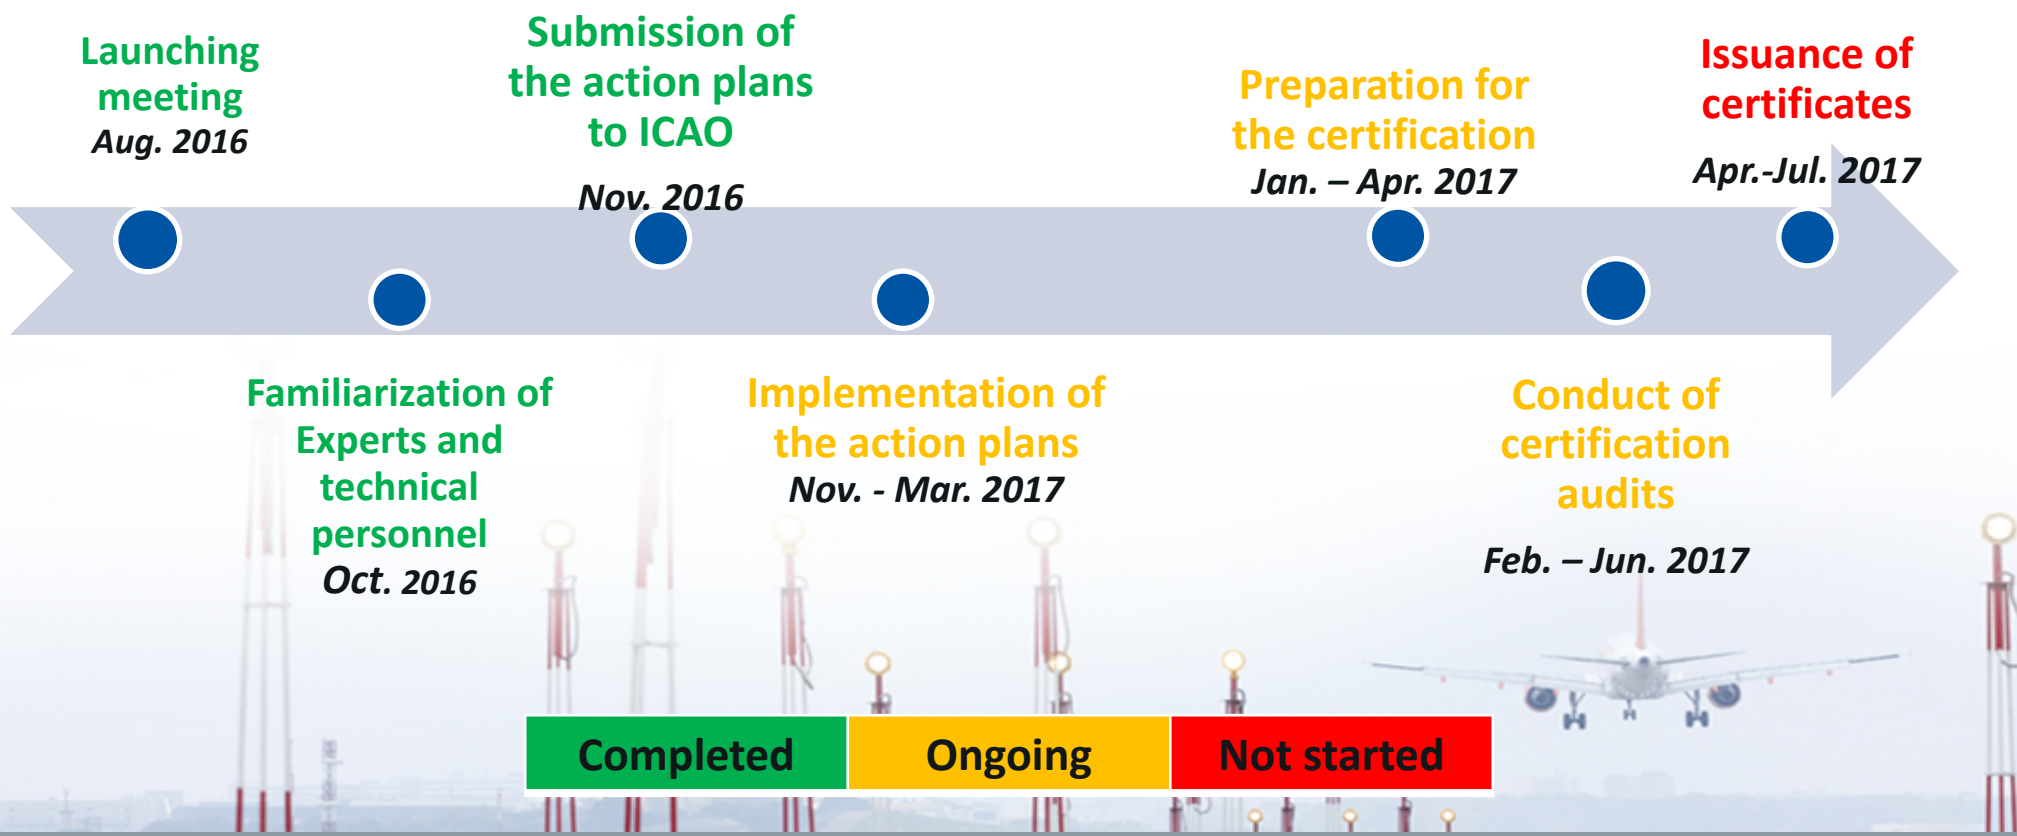 Launching
meeting
Aug. 2016
Submission of
the action plans
to ICAO
Nov. 2016
Preparation for
the certification
Jan. – Apr. 2017
Issuance of
certificates
Apr.-Jul. 2017
Familiarization of
Experts and
technical
personnel
Oct. 2016
Implementation of
the action plans
Nov. - Mar. 2017
Conduct of
certification
audits
Feb. – Jun. 2017
Completed
Ongoing
Not started